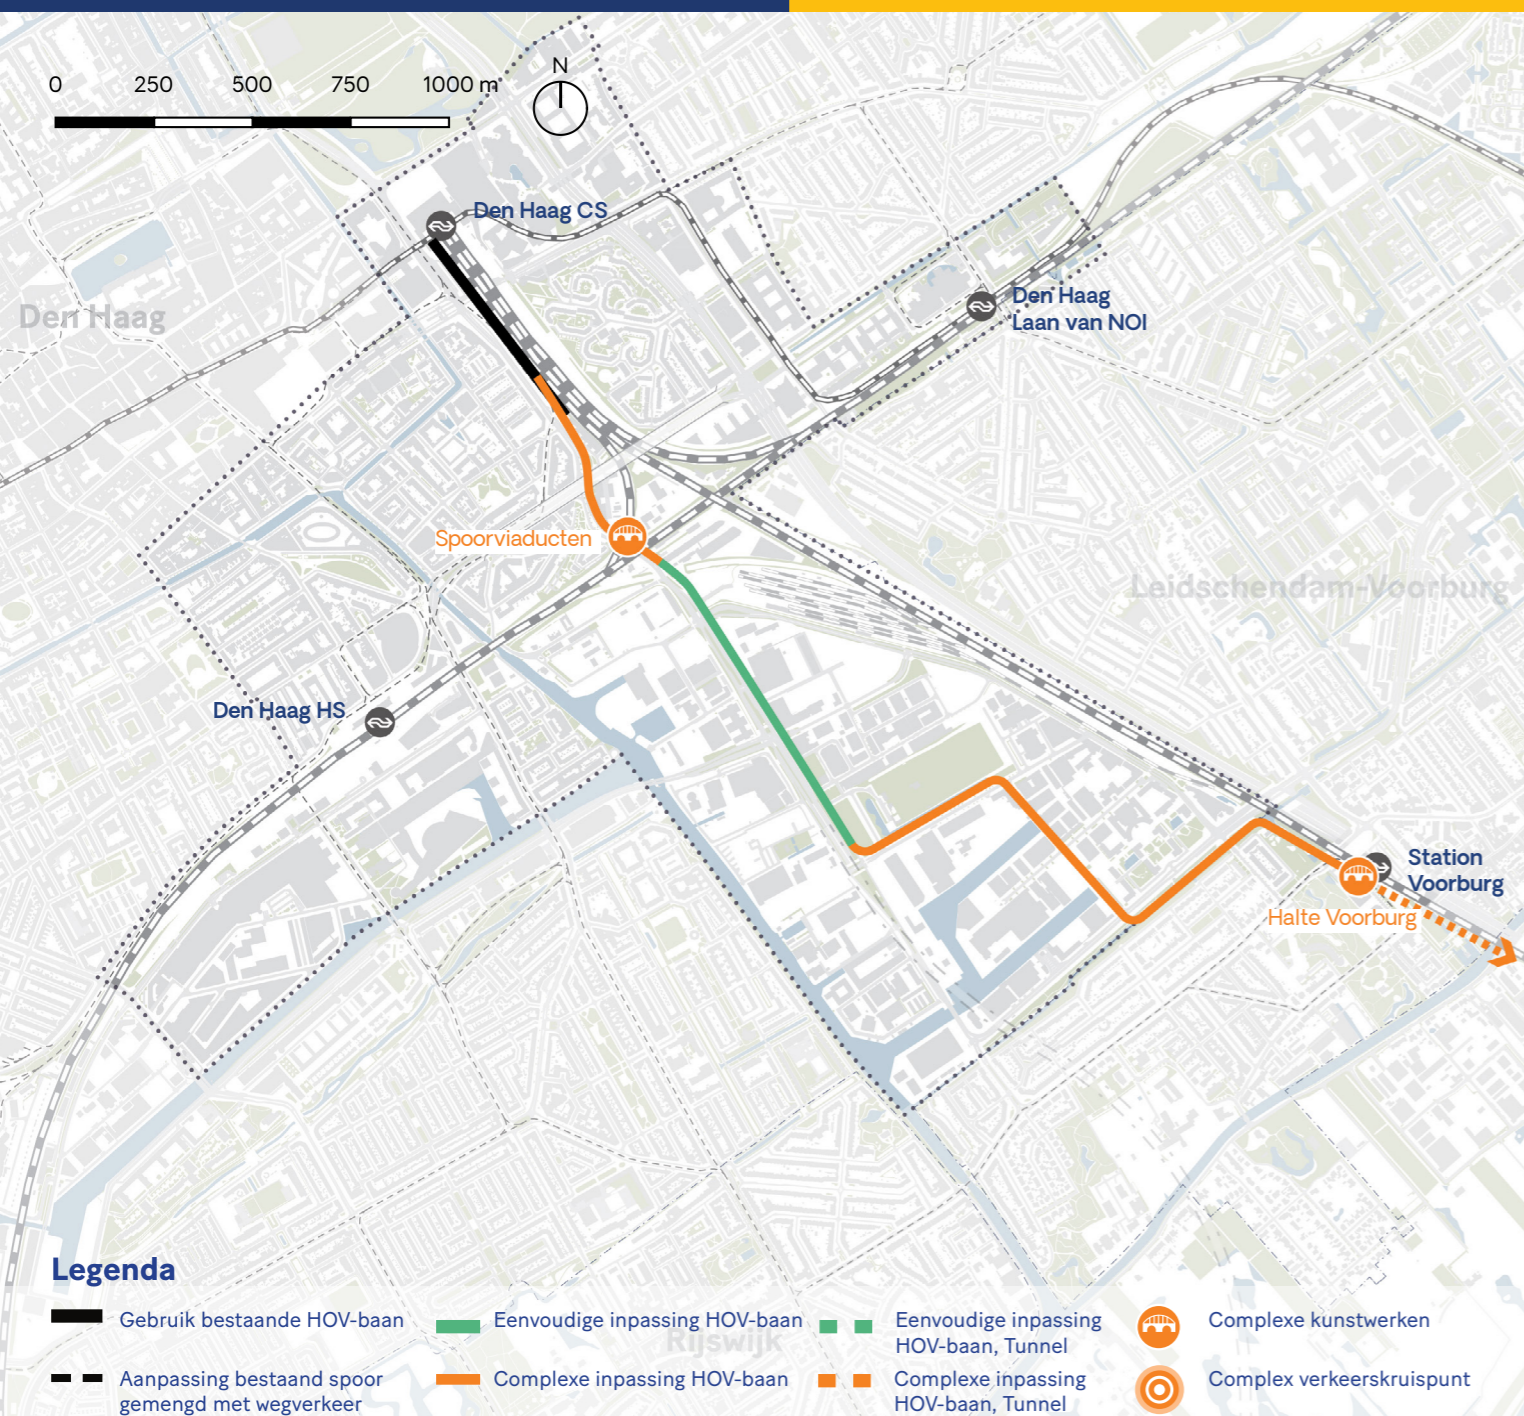 0 250 500 750 1000 m
N
Den Haag CS
Den Haag
Den Haag
Laan van NOI
Spoorviaducten
Leidschendam-Voorburg
Den Haag HS
Station
Voorburg
Halte Voorburg
Legenda
Gebruik bestaande HOV-baan
Aanpassing bestaand spoor
gemengd met wegverkeer
Eenvoudige inpassing HOV-baan
Rijswijk
Complexe inpassing HOV-baan
Eenvoudige inpassing
HOV-baan, Tunnel
Complexe inpassing
HOV-baan, Tunnel
Complexe kunstwerken
Complex verkeerskruispunt